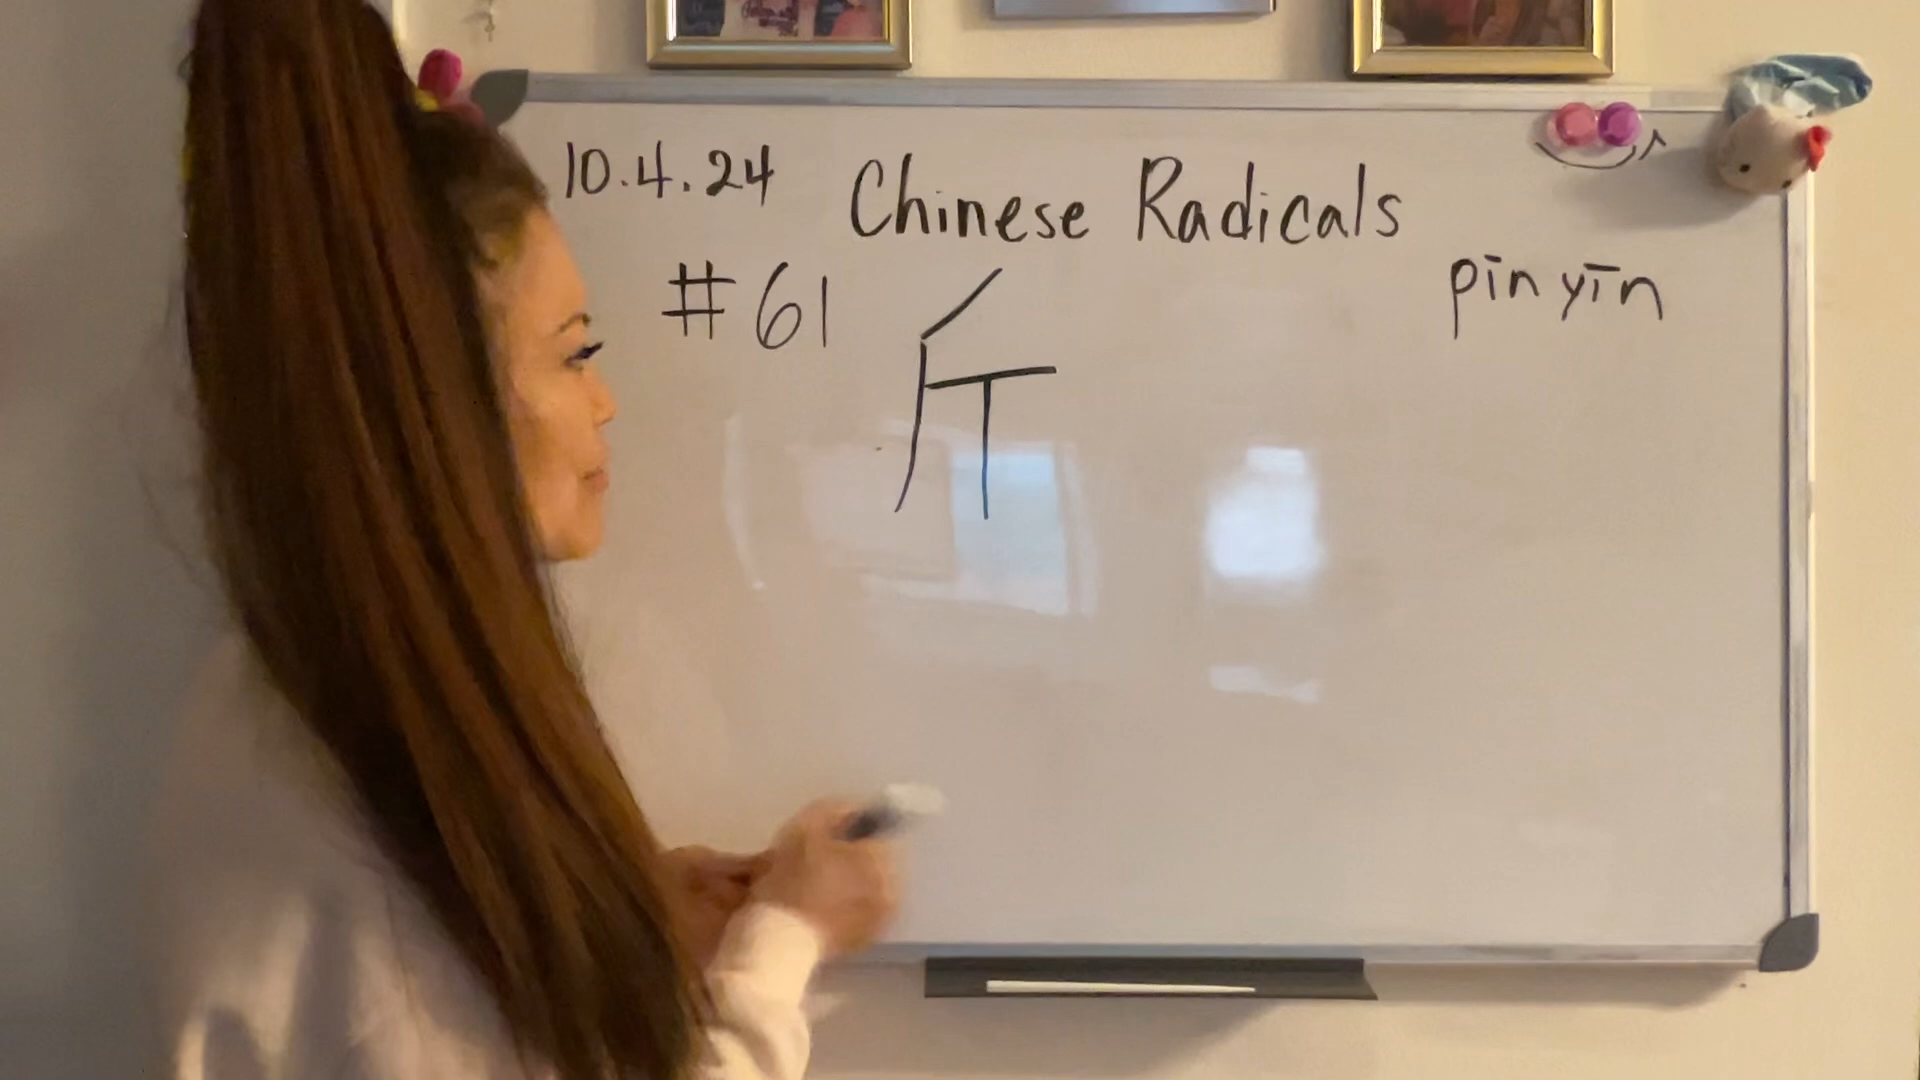 10.4.24 Chinese Radicals
#61 斤 pīn yīn